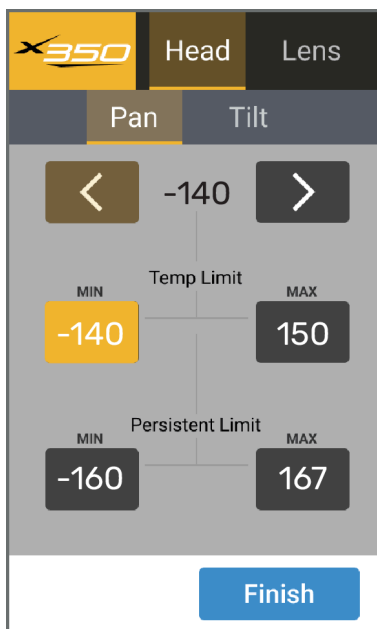 x350 Head Lens
Pan Tilt
-140
Temp Limit
MIN MAX
-140 150
Persistent Limit
MIN MAX
-160 167
Finish